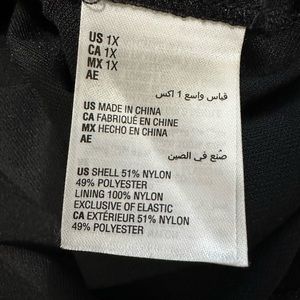 US 1X
CA 1X
MX 1X
AE
قياس واسع 1 اكس
US MADE IN CHINA
CA FABRIQUÉ EN CHINE
MX HECHO EN CHINA
AE
صُنع في الصين
US SHELL 51% NYLON
49% POLYESTER
LINING 100% NYLON
EXCLUSIVE OF ELASTIC
CA EXTÉRIEUR 51% NYLON
49% POLYESTER